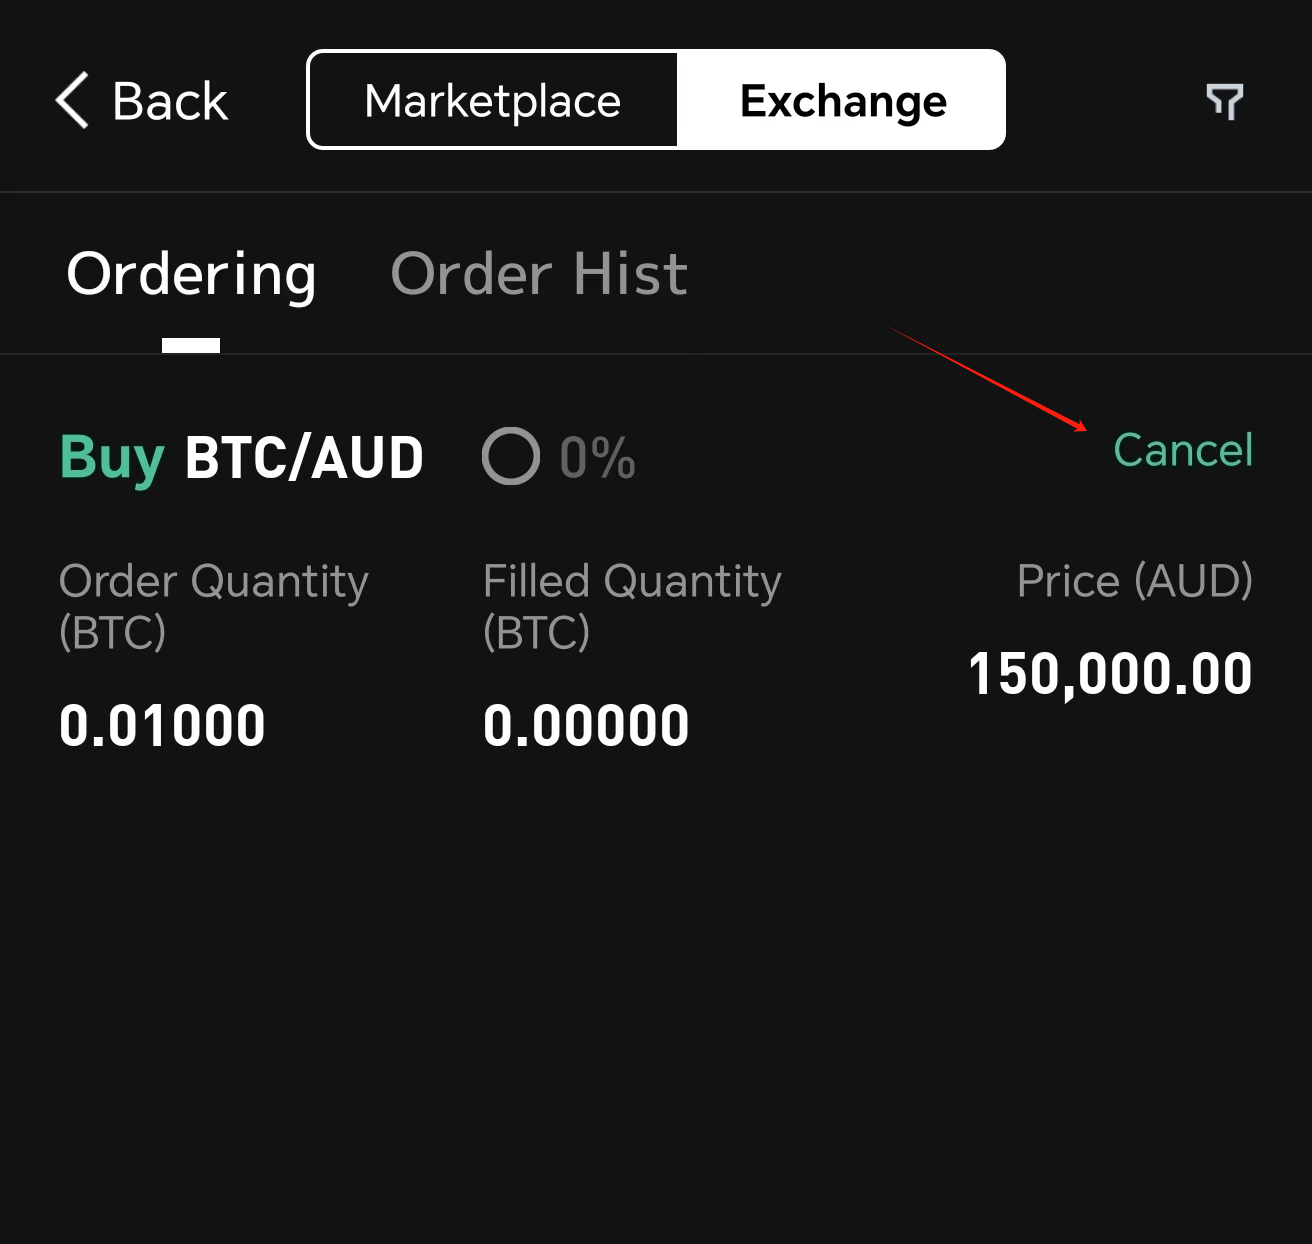 Back
Marketplace
Exchange
Ordering
Order Hist
Buy BTC/AUD
0%
Cancel
Order Quantity
(BTC)
0.01000
Filled Quantity
(BTC)
0.00000
Price (AUD)
150,000.00